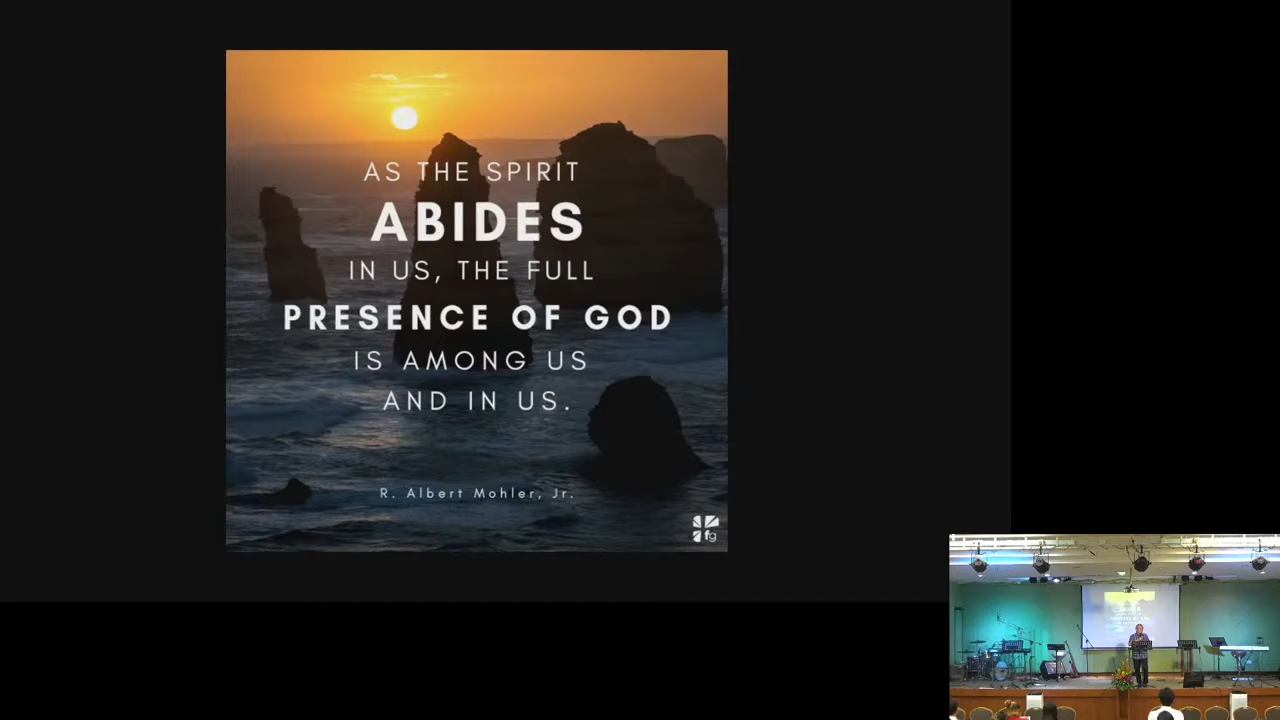 AS THE SPIRIT
ABIDES
IN US, THE FULL
PRESENCE OF GOD
IS AMONG US
AND IN US.
R. Albert Mohler, Jr.
fg